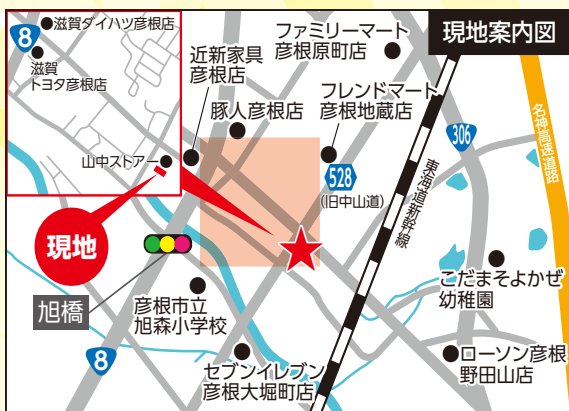 現地案内図
8
滋賀ダイハツ彦根店
滋賀
トヨタ彦根店
山中ストアー
現地
近新家具
彦根店
ファミリーマート
彦根原町店
豚人彦根店
フレンドマート
彦根地蔵店
528
(旧中山道)
306
東海道新幹線
名神高速道路
旭橋
彦根市立
旭森小学校
こだまそよかぜ
幼稚園
8
セブンイレブン
彦根大堀町店
ローソン彦根
野田山店